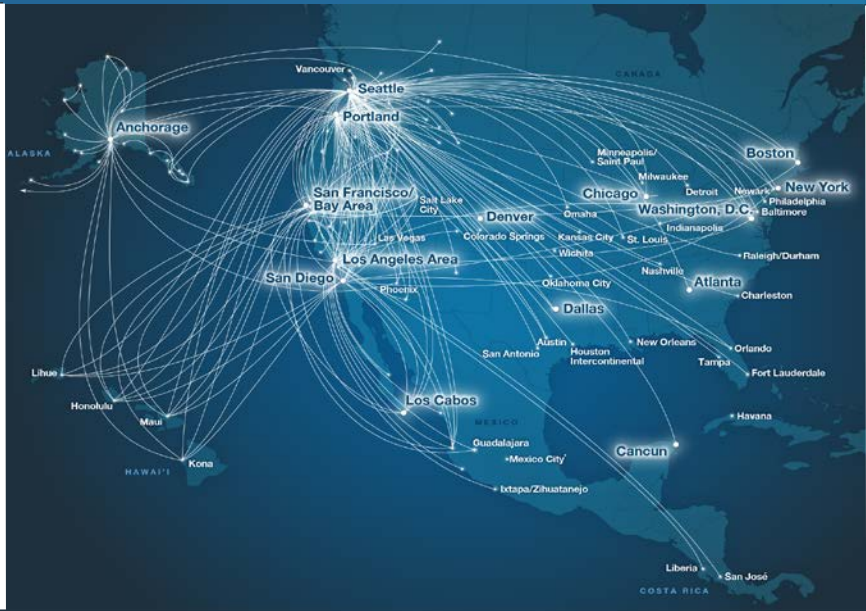 CANADA
Vancouver
Seattle
Portland
Anchorage
ALASKA
Minneapolis/
Saint Paul
Boston
Milwaukee
Chicago
Detroit
Newark
New York
San Francisco/
Bay Area
Salt Lake
City
Philadelphia
Washington, D.C.
Baltimore
Denver
Omaha
Indianapolis
Las Vegas
Colorado Springs
Kansas City
St. Louis
Wichita
Raleigh/Durham
Los Angeles Area
Nashville
San Diego
Phoenix
Oklahoma City
Atlanta
Charleston
Dallas
Austin
San Antonio
Houston
Intercontinental
New Orleans
Orlando
Tampa
Fort Lauderdale
Lihue
Honolulu
Maui
Los Cabos
Havana
MEXICO
Guadalajara
Cancun
Mexico City*
Kona
HAWAI'I
Ixtapa/Zihuatanejo
Liberia
San José
COSTA RICA